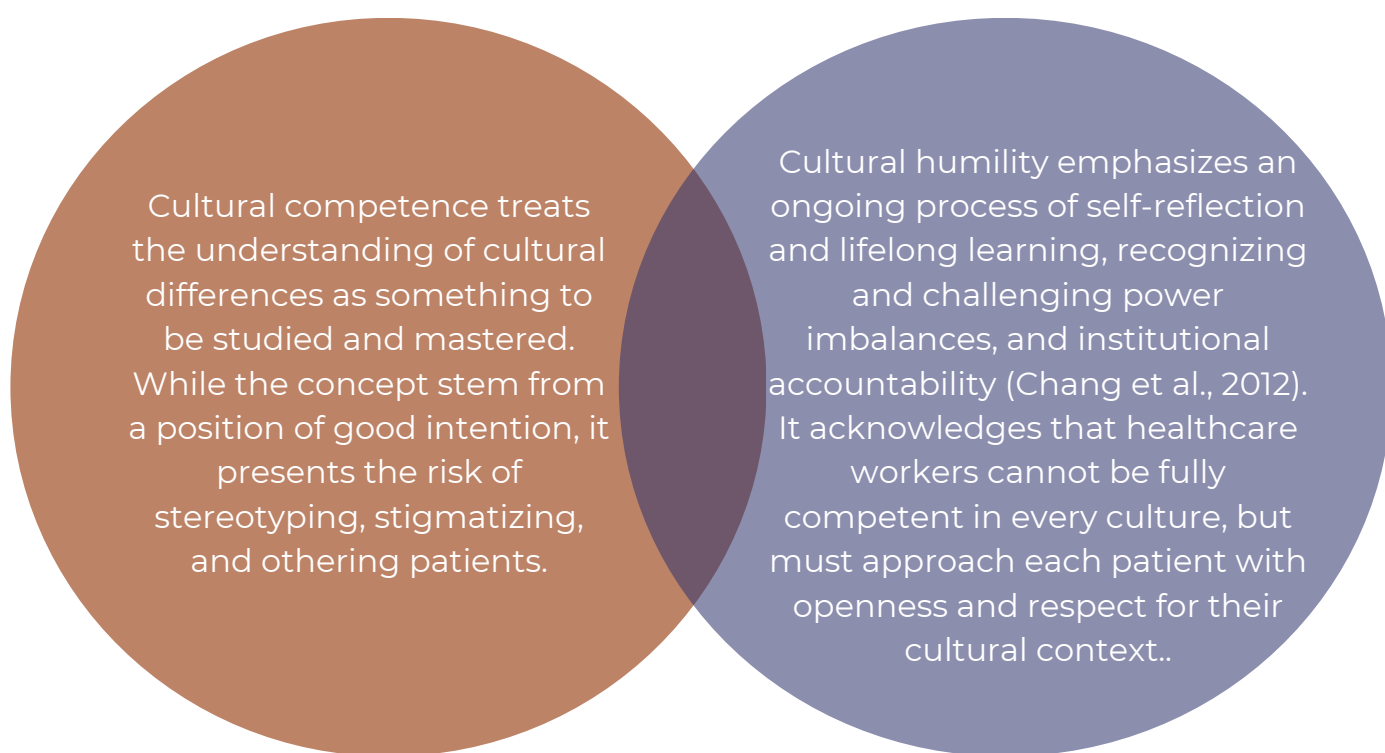 Cultural competence treats
the understanding of cultural
differences as something to
be studied and mastered.
While the concept stem from
a position of good intention, it
presents the risk of
stereotyping, stigmatizing,
and othering patients.
Cultural humility emphasizes an
ongoing process of self-reflection
and lifelong learning, recognizing
and challenging power
imbalances, and institutional
accountability (Chang et al., 2012).
It acknowledges that healthcare
workers cannot be fully
competent in every culture, but
must approach each patient with
openness and respect for their
cultural context..